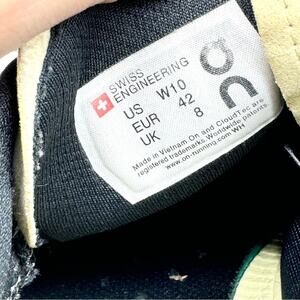 SWISS
ENGINEERING
US W10
EUR 42
UK 8
Made in Vietnam On and CloudTec are
registered trademarks. Worldwide patents.
www.on-running.com WH